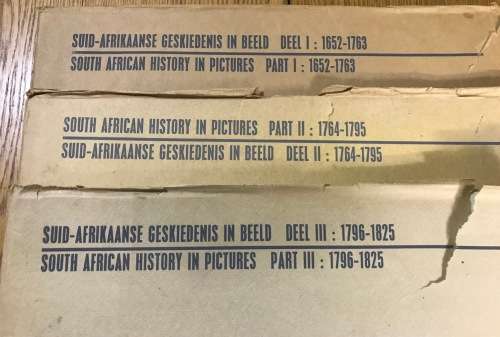 SUID-AFRIKAANSE GESKIEDENIS IN BEELD DEEL I : 1652-1763
SOUTH AFRICAN HISTORY IN PICTURES PART I : 1652-1763
SOUTH AFRICAN HISTORY IN PICTURES PART II : 1764-1795
SUID-AFRIKAANSE GESKIEDENIS IN BEELD DEEL II : 1764-1795
SUID-AFRIKAANSE GESKIEDENIS IN BEELD DEEL III : 1796-1825
SOUTH AFRICAN HISTORY IN PICTURES PART III : 1796-1825